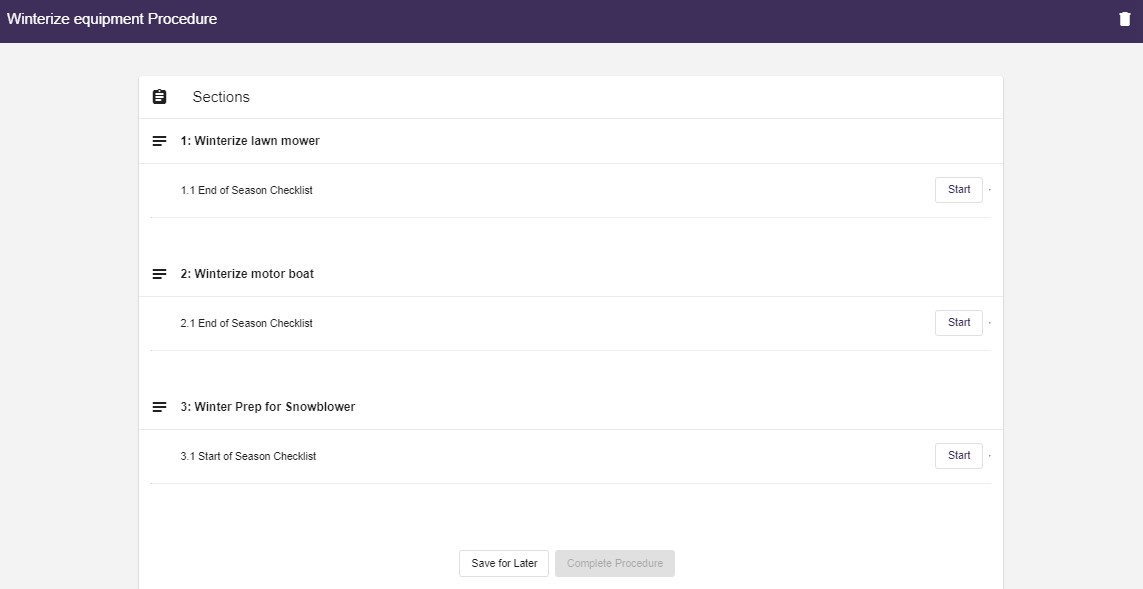 Winterize equipment Procedure
Sections
1: Winterize lawn mower
1.1 End of Season Checklist
Start
2: Winterize motor boat
2.1 End of Season Checklist
Start
3: Winter Prep for Snowblower
3.1 Start of Season Checklist
Start
Save for Later
Complete Procedure